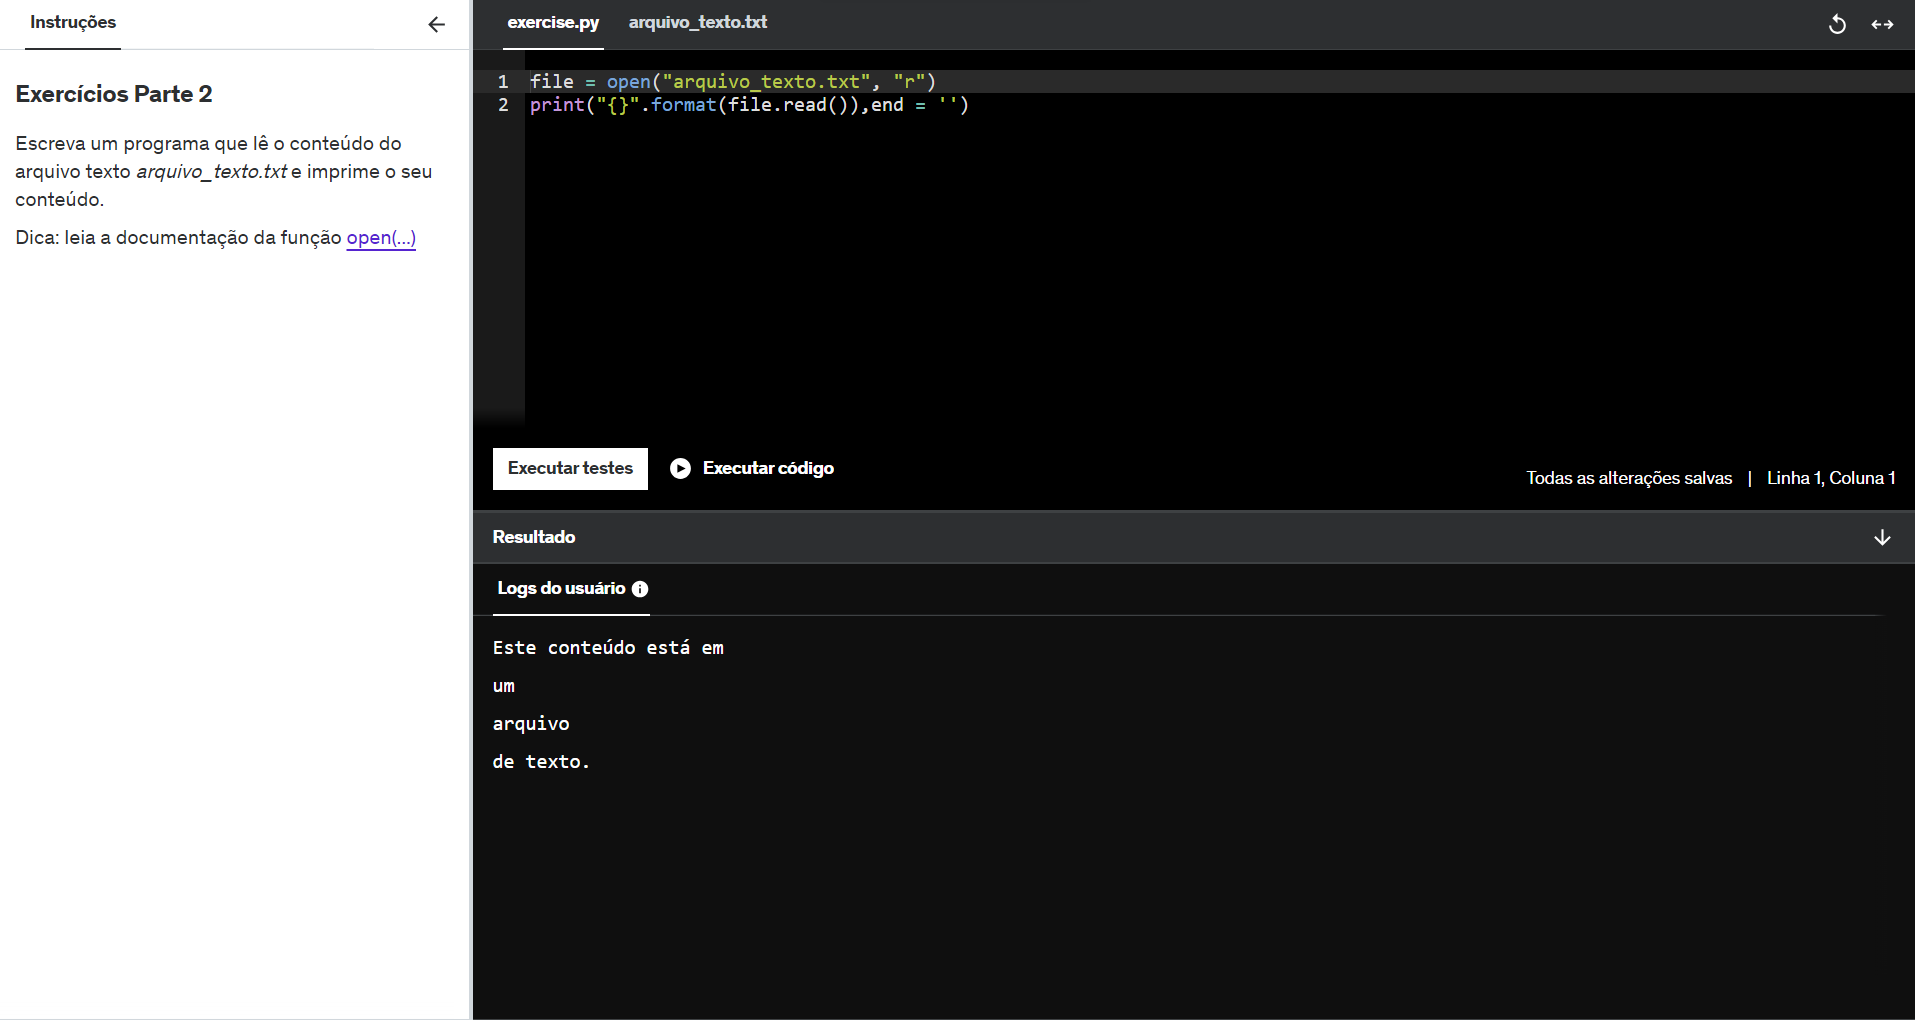 Instruções
Exercícios Parte 2
Escreva um programa que lê o conteúdo do
arquivo texto arquivo_texto.txt e imprime o seu
conteúdo.
Dica: leia a documentação da função open(...)
exercise.py arquivo_texto.txt
1 file = open("arquivo_texto.txt", "r")
2 print("{}".format(file.read()),end = '')
Executar testes Executar código
Todas as alterações salvas | Linha 1, Coluna 1
Resultado
Logs do usuário
Este conteúdo está em
um
arquivo
de texto.